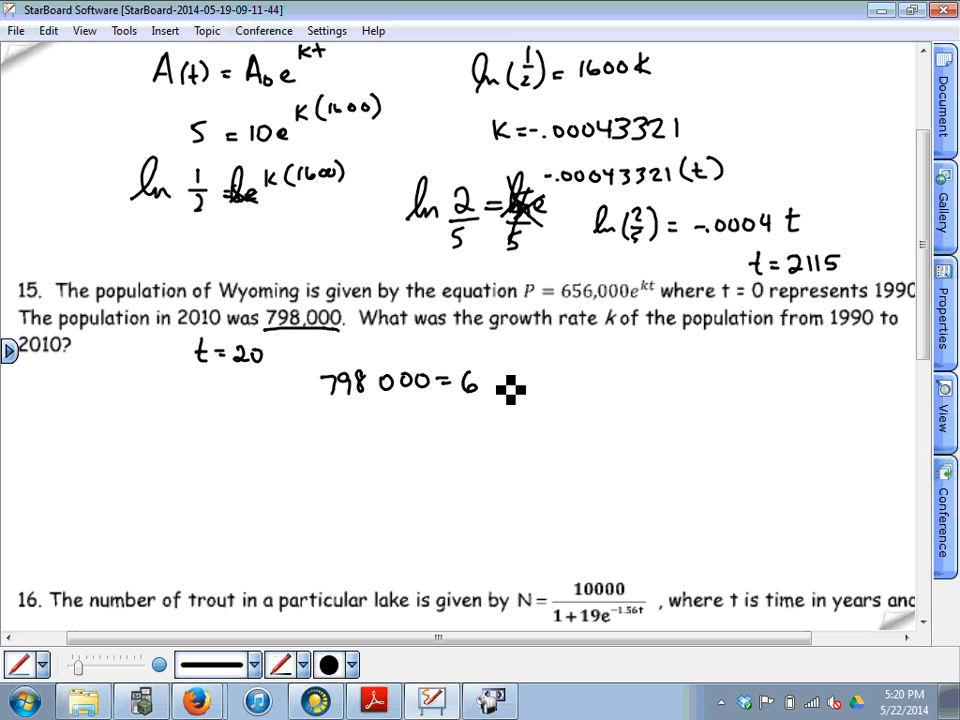 StarBoard Software [StarBoard-2014-05-19-09-11-44]
File Edit View Tools Insert Topic Conference Settings Help
A(t) = A₀e^kt
5 = 10e^k(1600)
ln 1/2 = lne^k(1600)
ln(1/2) = 1600k
k = -.00043321
ln 2/5 = lne^-.00043321(t)
ln(2/5) = -.0004 t
t = 2115
15. The population of Wyoming is given by the equation P = 656,000e^kt where t = 0 represents 1990
The population in 2010 was 798,000. What was the growth rate k of the population from 1990 to
2010?
t = 20
798 000 = 6
16. The number of trout in a particular lake is given by N = 10000/(1 + 19e^-1.56t) , where t is time in years and
Document
Gallery
Properties
View
Conference
5:20 PM
5/22/2014